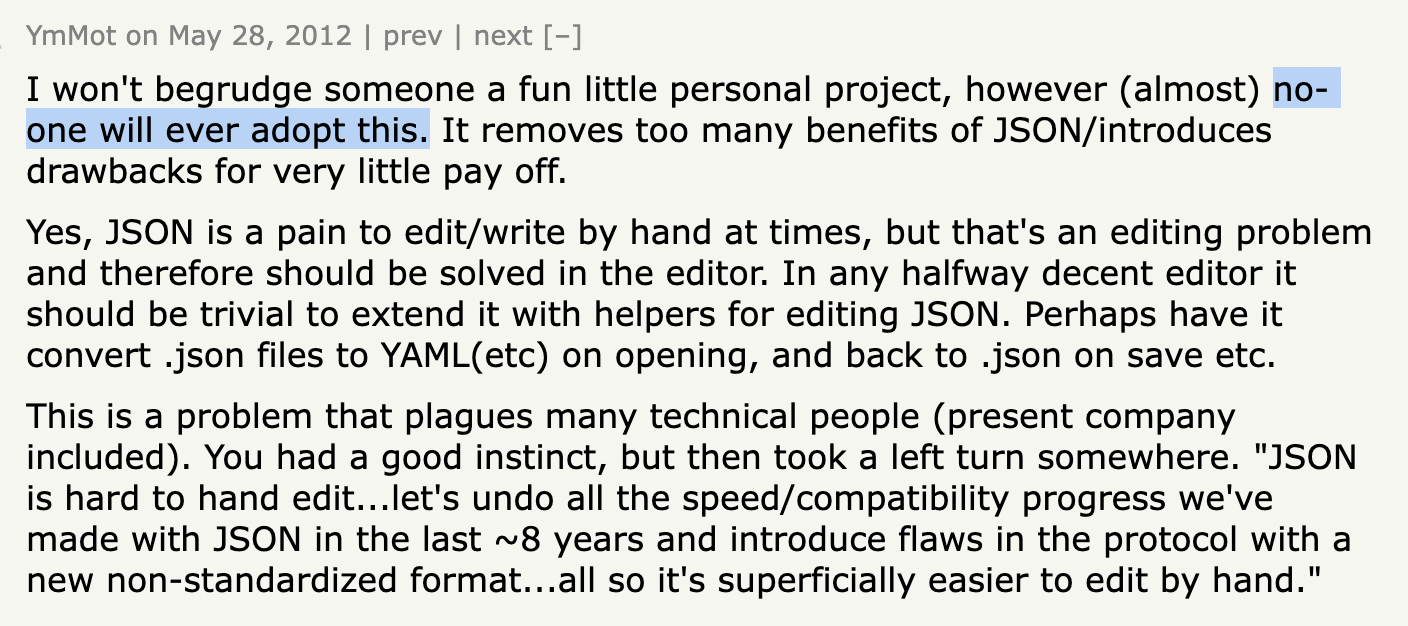 YmMot on May 28, 2012 | prev | next [–]
I won't begrudge someone a fun little personal project, however (almost) no-
one will ever adopt this. It removes too many benefits of JSON/introduces
drawbacks for very little pay off.
Yes, JSON is a pain to edit/write by hand at times, but that's an editing problem
and therefore should be solved in the editor. In any halfway decent editor it
should be trivial to extend it with helpers for editing JSON. Perhaps have it
convert .json files to YAML(etc) on opening, and back to .json on save etc.
This is a problem that plagues many technical people (present company
included). You had a good instinct, but then took a left turn somewhere. "JSON
is hard to hand edit...let's undo all the speed/compatibility progress we've
made with JSON in the last ~8 years and introduce flaws in the protocol with a
new non-standardized format...all so it's superficially easier to edit by hand."